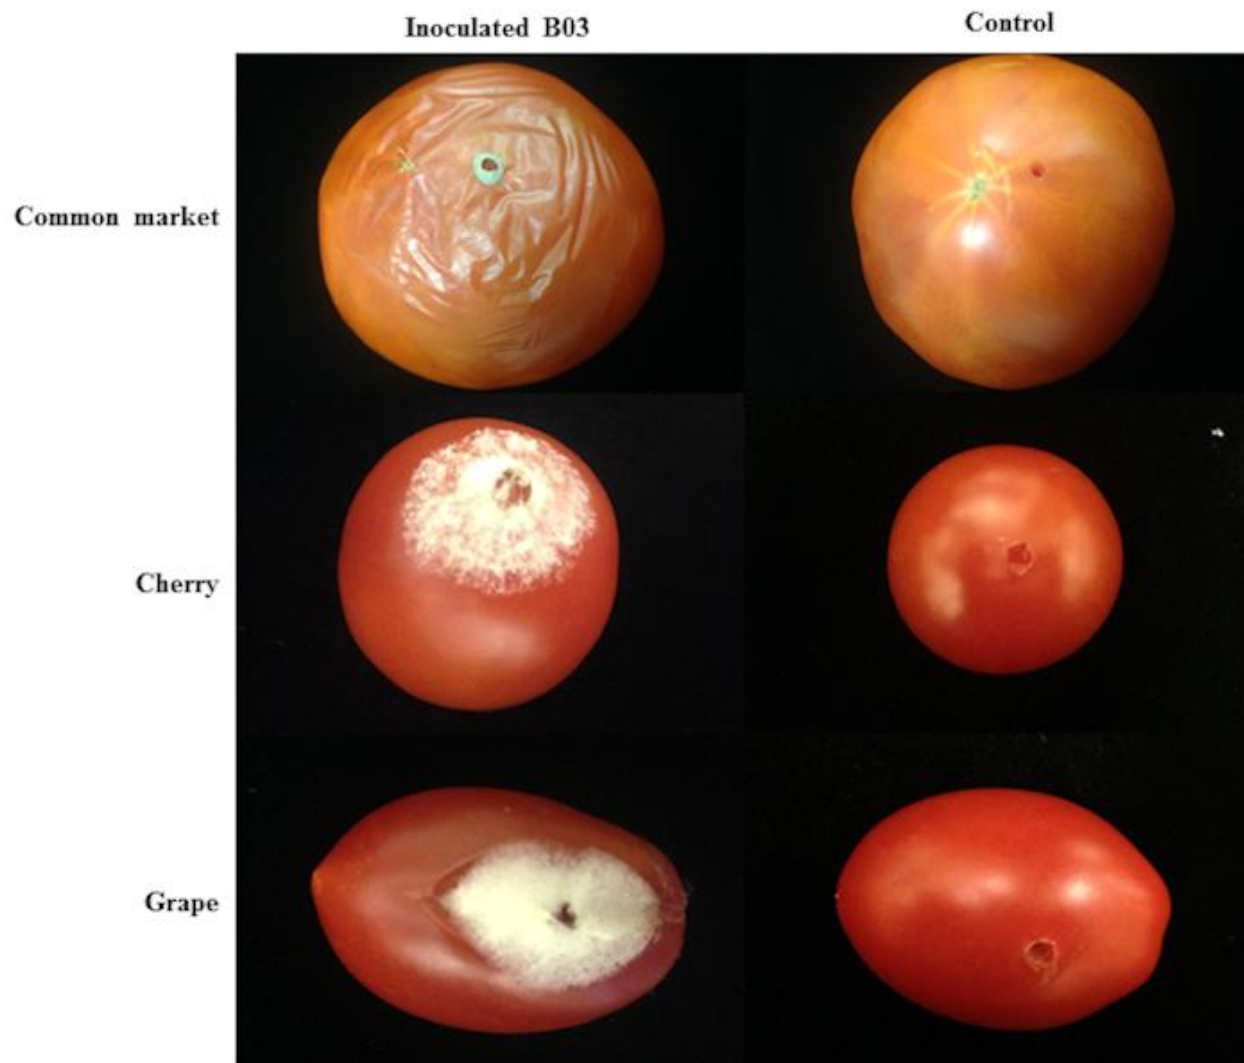 Inoculated B03
Control
Common market
Cherry
Grape